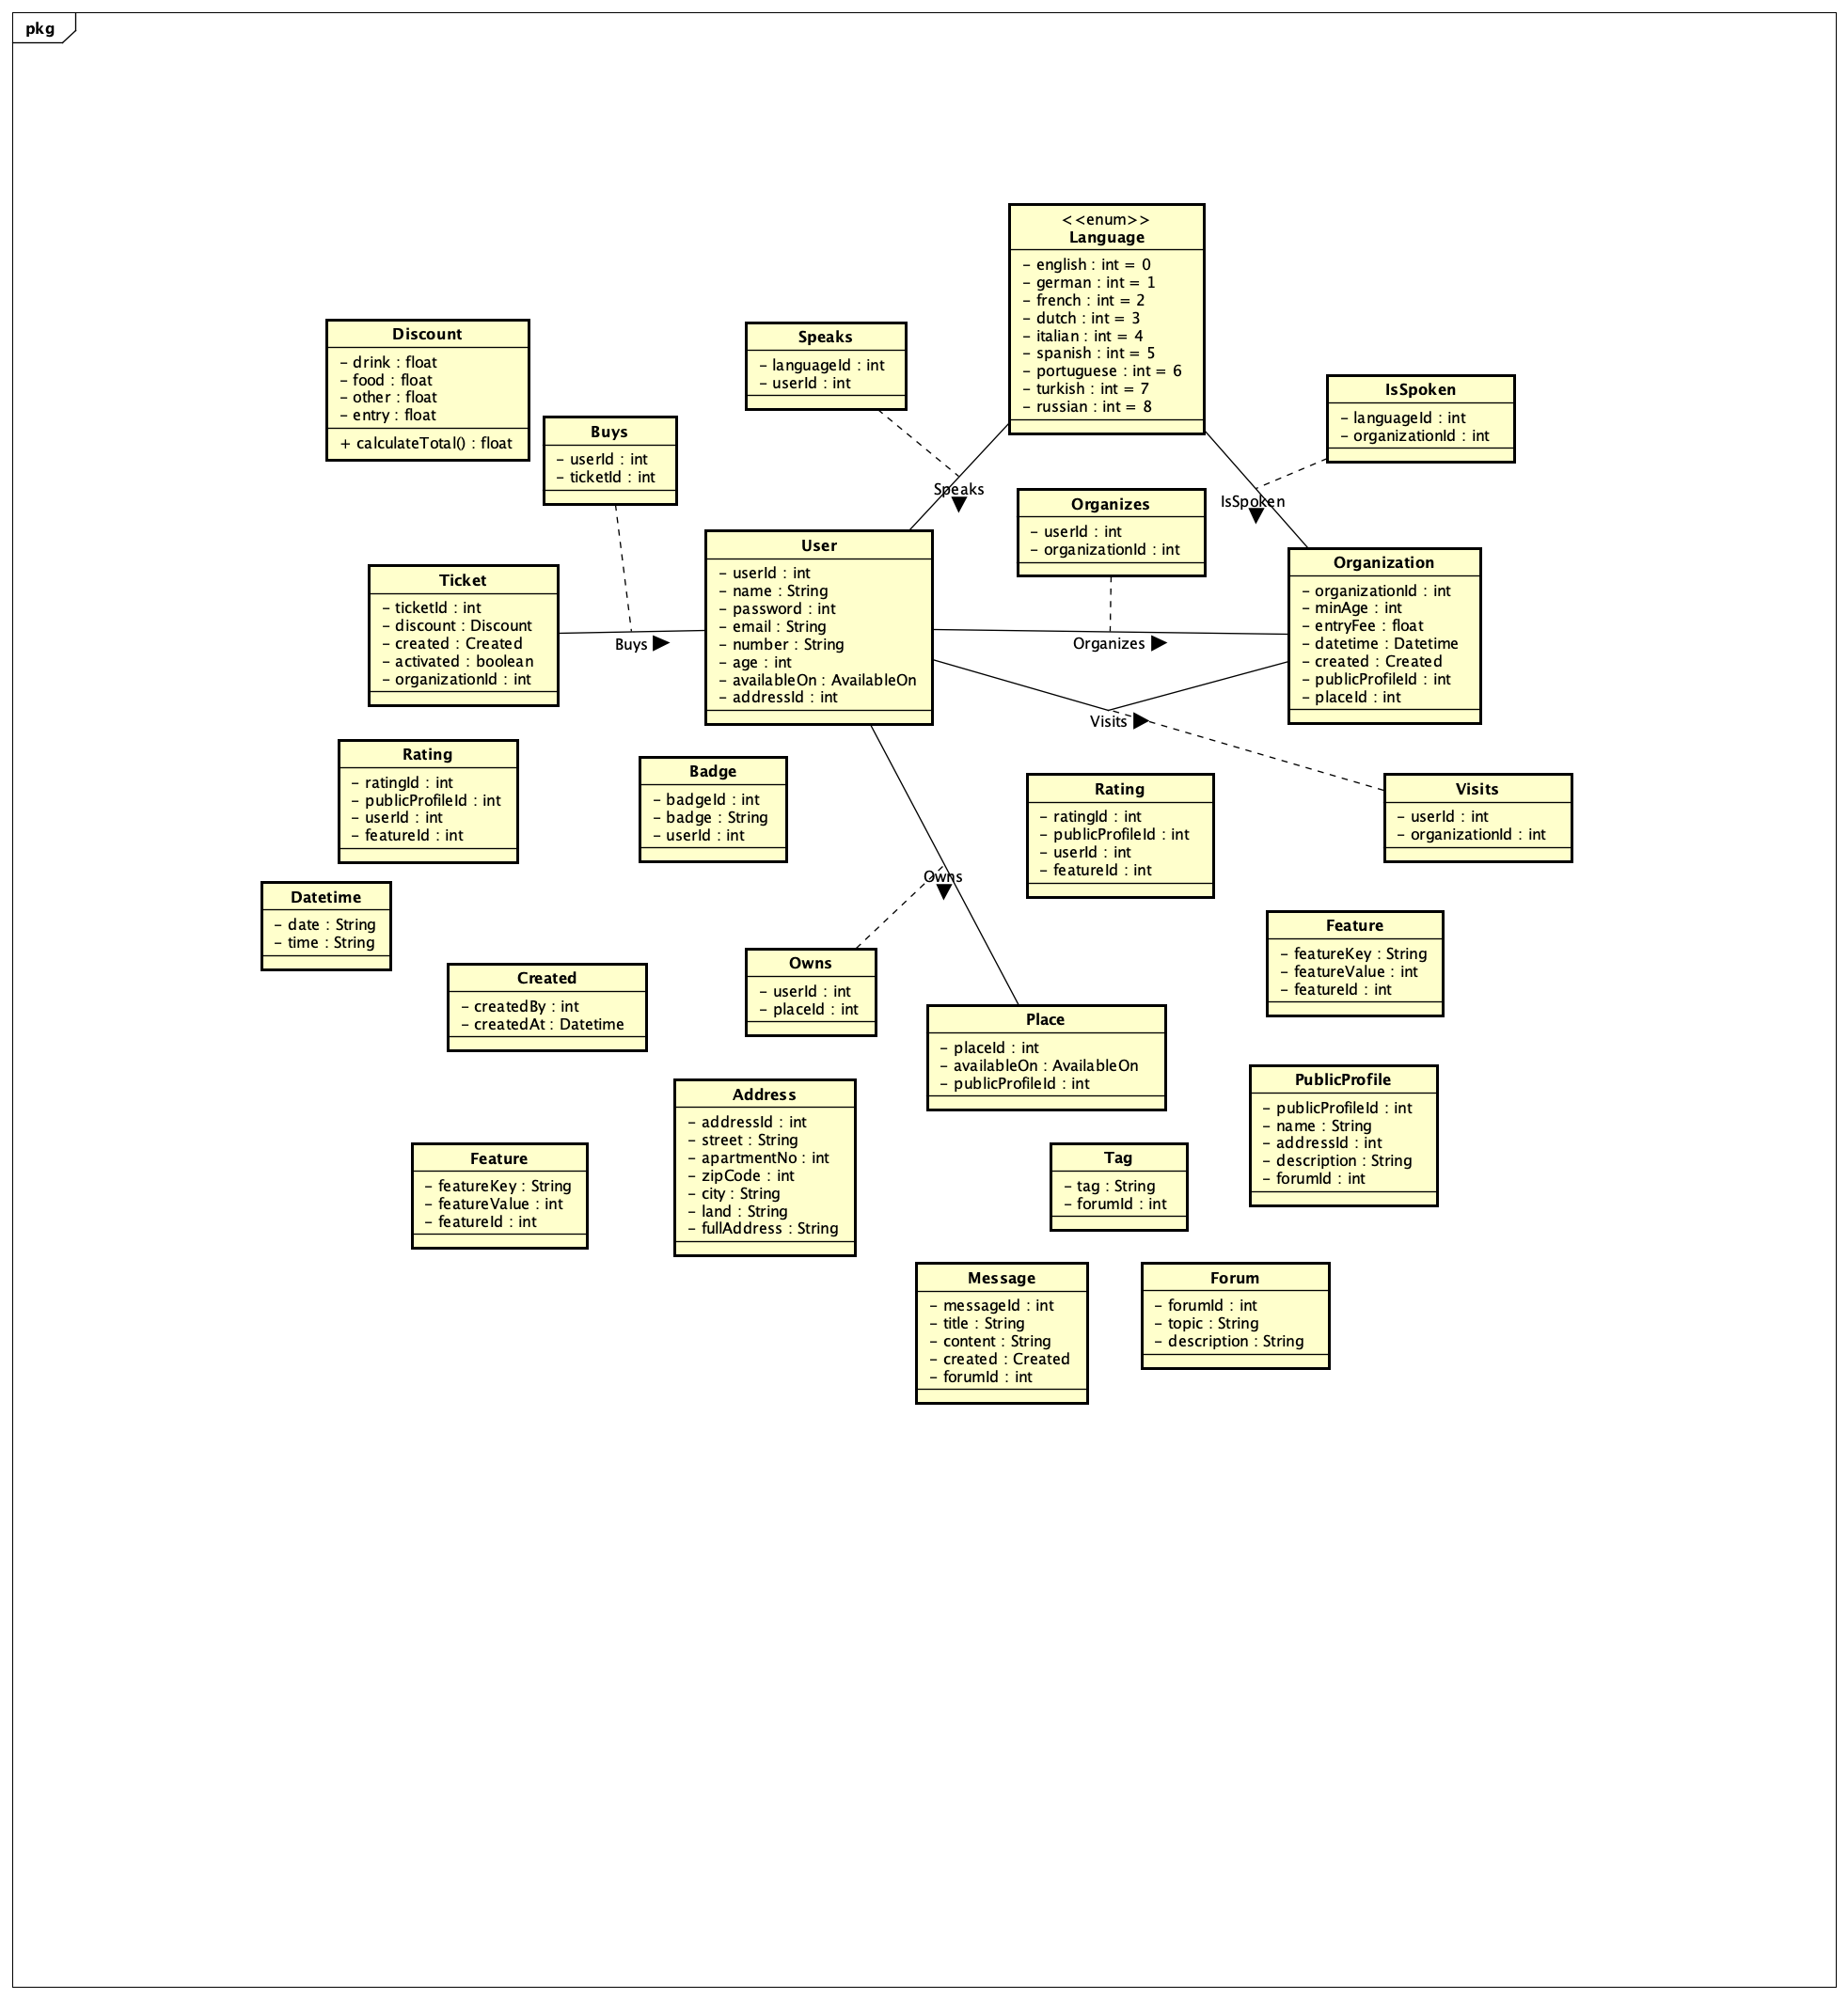 pkg
<<enum>>
Language
- english : int = 0
- german : int = 1
- french : int = 2
- dutch : int = 3
- italian : int = 4
- spanish : int = 5
- portuguese : int = 6
- turkish : int = 7
- russian : int = 8
Discount
- drink : float
- food : float
- other : float
- entry : float
+ calculateTotal() : float
Speaks
- languageId : int
- userId : int
IsSpoken
- languageId : int
- organizationId : int
Buys
- userId : int
- ticketId : int
Speaks
IsSpoken
Organizes
- userId : int
- organizationId : int
User
- userId : int
- name : String
- password : int
- email : String
- number : String
- age : int
- availableOn : AvailableOn
- addressId : int
Organization
- organizationId : int
- minAge : int
- entryFee : float
- datetime : Datetime
- created : Created
- publicProfileId : int
- placeId : int
Ticket
- ticketId : int
- discount : Discount
- created : Created
- activated : boolean
- organizationId : int
Buys
Organizes
Visits
Rating
- ratingId : int
- publicProfileId : int
- userId : int
- featureId : int
Badge
- badgeId : int
- badge : String
- userId : int
Rating
- ratingId : int
- publicProfileId : int
- userId : int
- featureId : int
Visits
- userId : int
- organizationId : int
Owns
Datetime
- date : String
- time : String
Feature
- featureKey : String
- featureValue : int
- featureId : int
Created
- createdBy : int
- createdAt : Datetime
Owns
- userId : int
- placeId : int
Place
- placeId : int
- availableOn : AvailableOn
- publicProfileId : int
PublicProfile
- publicProfileId : int
- name : String
- addressId : int
- description : String
- forumId : int
Address
- addressId : int
- street : String
- apartmentNo : int
- zipCode : int
- city : String
- land : String
- fullAddress : String
Feature
- featureKey : String
- featureValue : int
- featureId : int
Tag
- tag : String
- forumId : int
Message
- messageId : int
- title : String
- content : String
- created : Created
- forumId : int
Forum
- forumId : int
- topic : String
- description : String